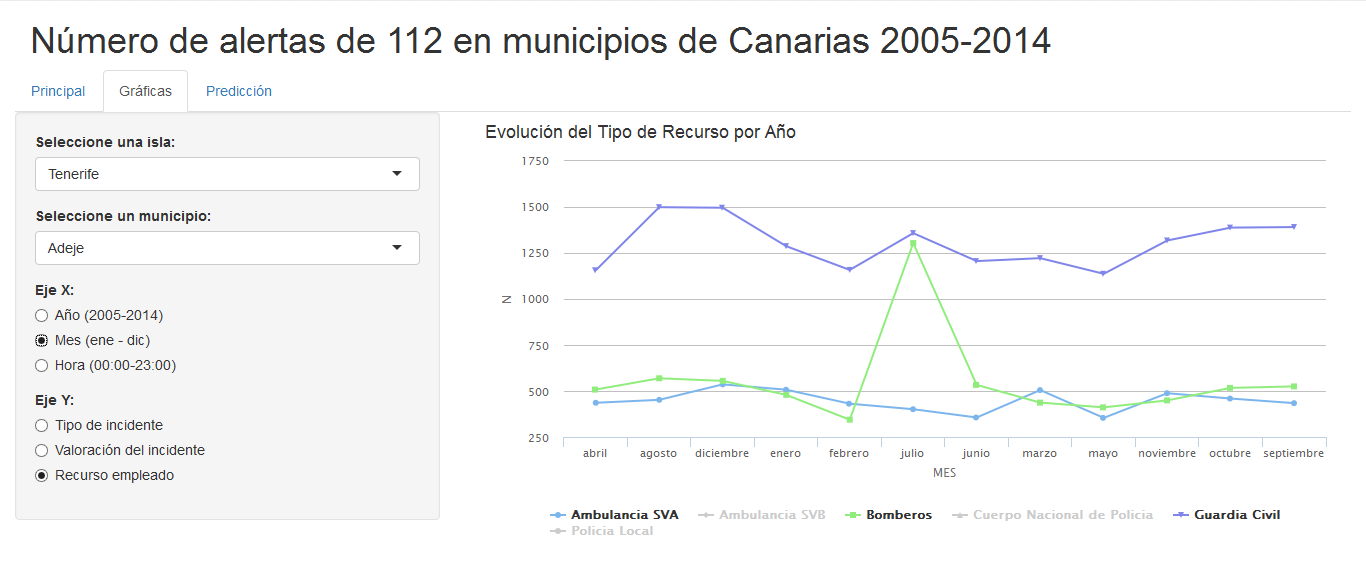 Número de alertas de 112 en municipios de Canarias 2005-2014
Principal Gráficas Predicción
Seleccione una isla:
Tenerife
Seleccione un municipio:
Adeje
Eje X:
Año (2005-2014)
Mes (ene - dic)
Hora (00:00-23:00)
Eje Y:
Tipo de incidente
Valoración del incidente
Recurso empleado
Evolución del Tipo de Recurso por Año
1750
1500
1250
1000
750
500
250
N
abril agosto diciembre enero febrero julio junio marzo mayo noviembre octubre septiembre
MES
Ambulancia SVA Ambulancia SVB Bomberos Cuerpo Nacional de Policia Guardia Civil
Policia Local